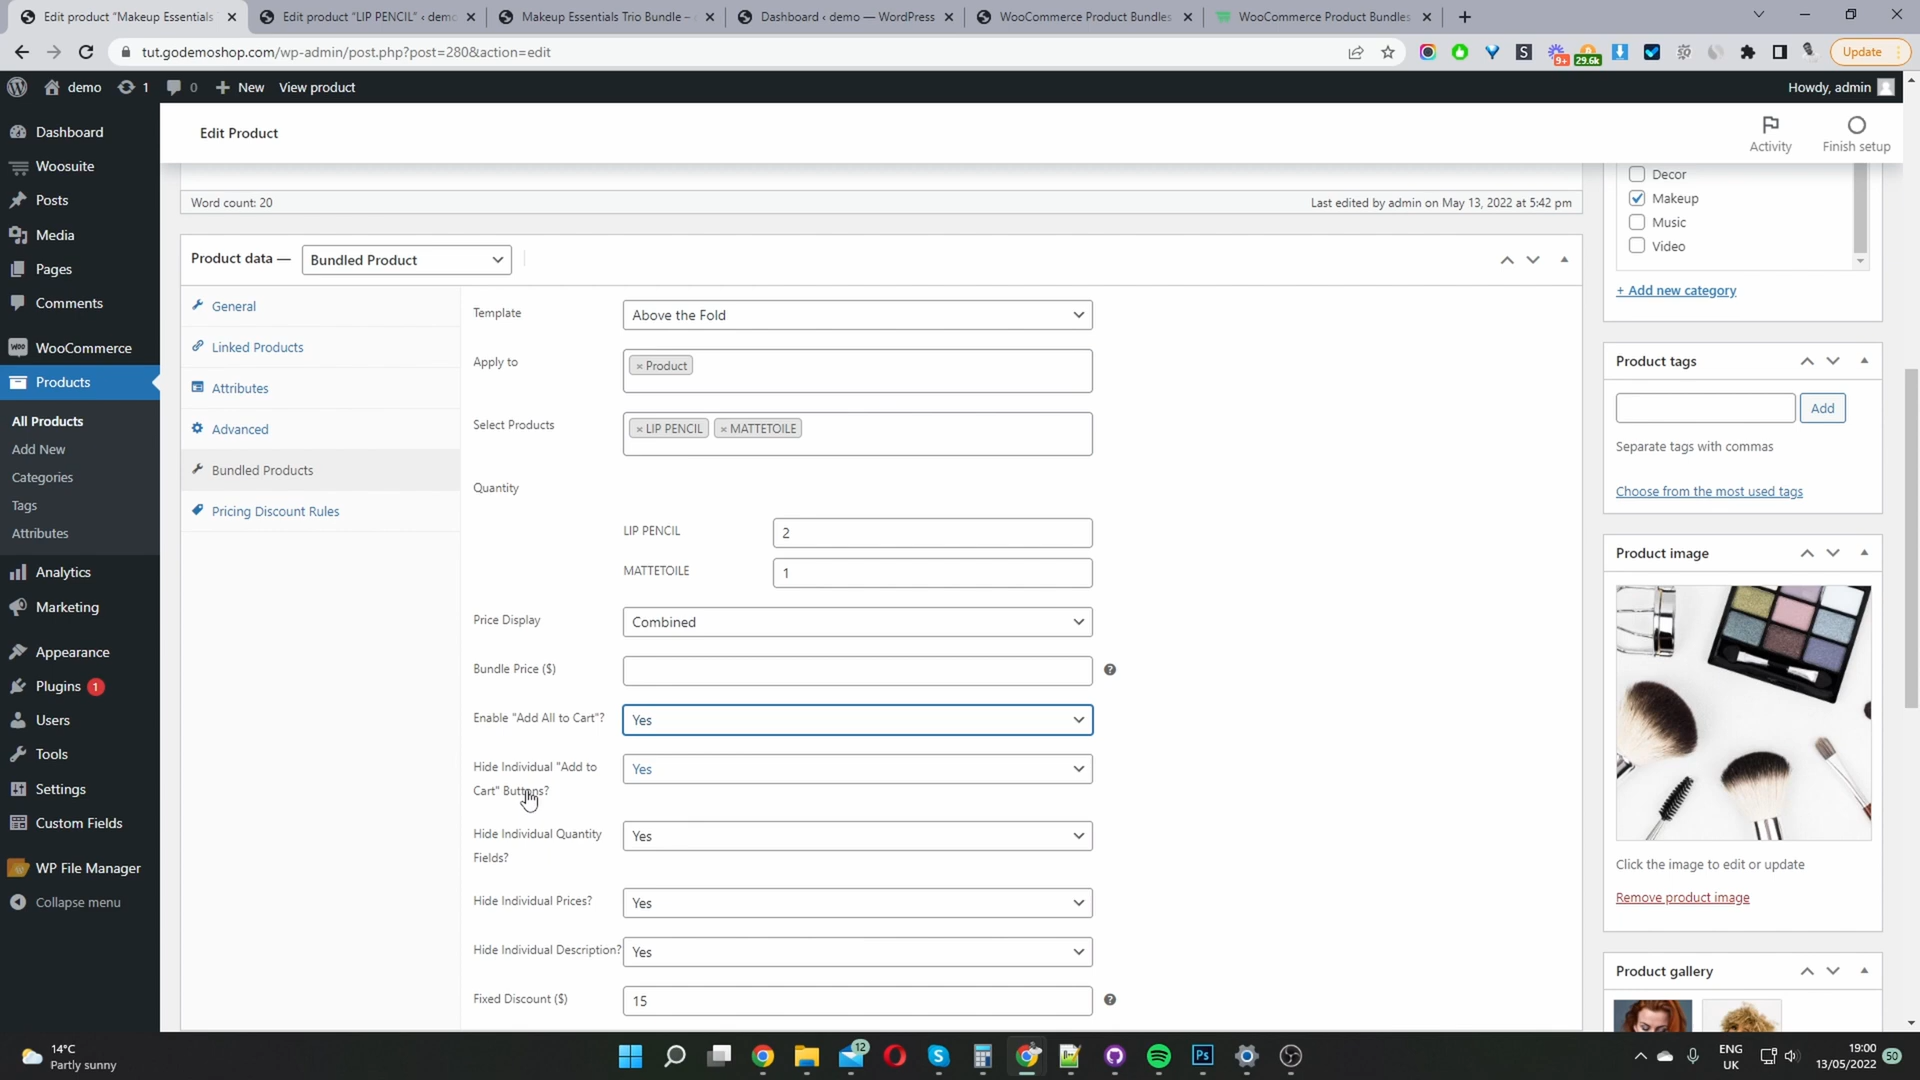 Edit product “Makeup Essentials
Edit product “LIP PENCIL” ‹ demo
Makeup Essentials Trio Bundle –
Dashboard ‹ demo — WordPress
WooCommerce Product Bundles
WooCommerce Product Bundles
tut.godemoshop.com/wp-admin/post.php?post=280&action=edit
9+
29.6k
Update
demo
1
0
New
View product
Howdy, admin
Dashboard
Woosuite
Posts
Media
Pages
Comments
WooCommerce
Products
All Products
Add New
Categories
Tags
Attributes
Analytics
Marketing
Appearance
Plugins 1
Users
Tools
Settings
Custom Fields
WP File Manager
Collapse menu
Edit Product
Activity
Finish setup
Word count: 20
Last edited by admin on May 13, 2022 at 5:42 pm
Product data —
Bundled Product
General
Linked Products
Attributes
Advanced
Bundled Products
Pricing Discount Rules
Template
Above the Fold
Apply to
× Product
Select Products
× LIP PENCIL × MATTETOILE
Quantity
LIP PENCIL
2
MATTETOILE
1
Price Display
Combined
Bundle Price ($)
Enable "Add All to Cart"?
Yes
Hide Individual "Add to
Cart" Buttons?
Yes
Hide Individual Quantity
Fields?
Yes
Hide Individual Prices?
Yes
Hide Individual Description?
Yes
Fixed Discount ($)
15
Decor
Makeup
Music
Video
+ Add new category
Product tags
Add
Separate tags with commas
Choose from the most used tags
Product image
Click the image to edit or update
Remove product image
Product gallery
14°C
Partly sunny
12
ENG
UK
19:00
13/05/2022
50